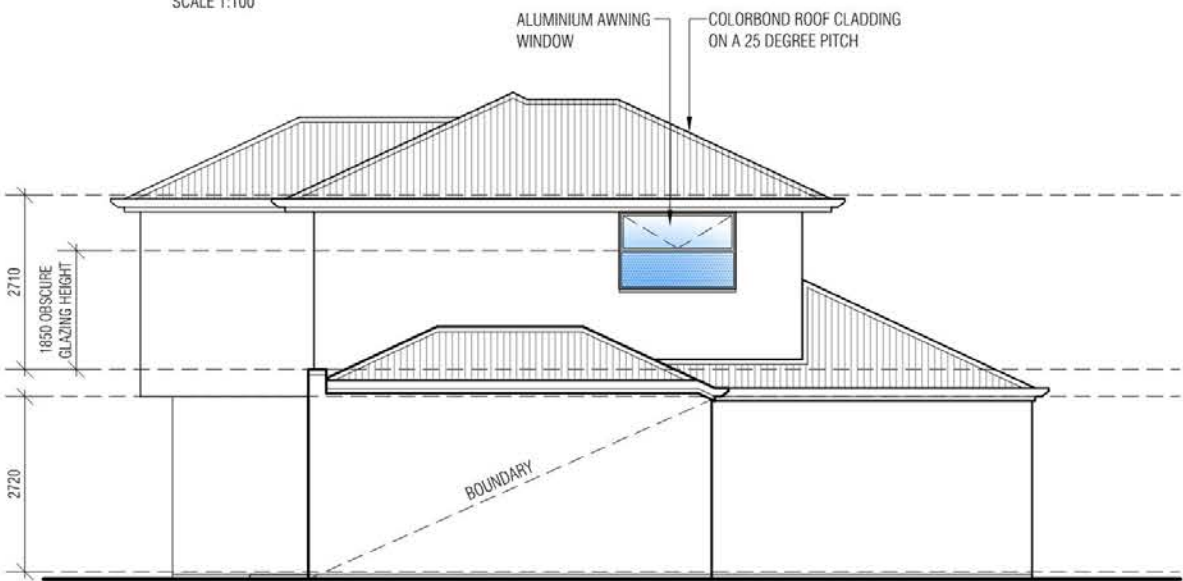 SCALE 1:100
ALUMINIUM AWNING
WINDOW
COLORBOND ROOF CLADDING
ON A 25 DEGREE PITCH
2710
1850 OBSCURE
GLAZING HEIGHT
2720
BOUNDARY